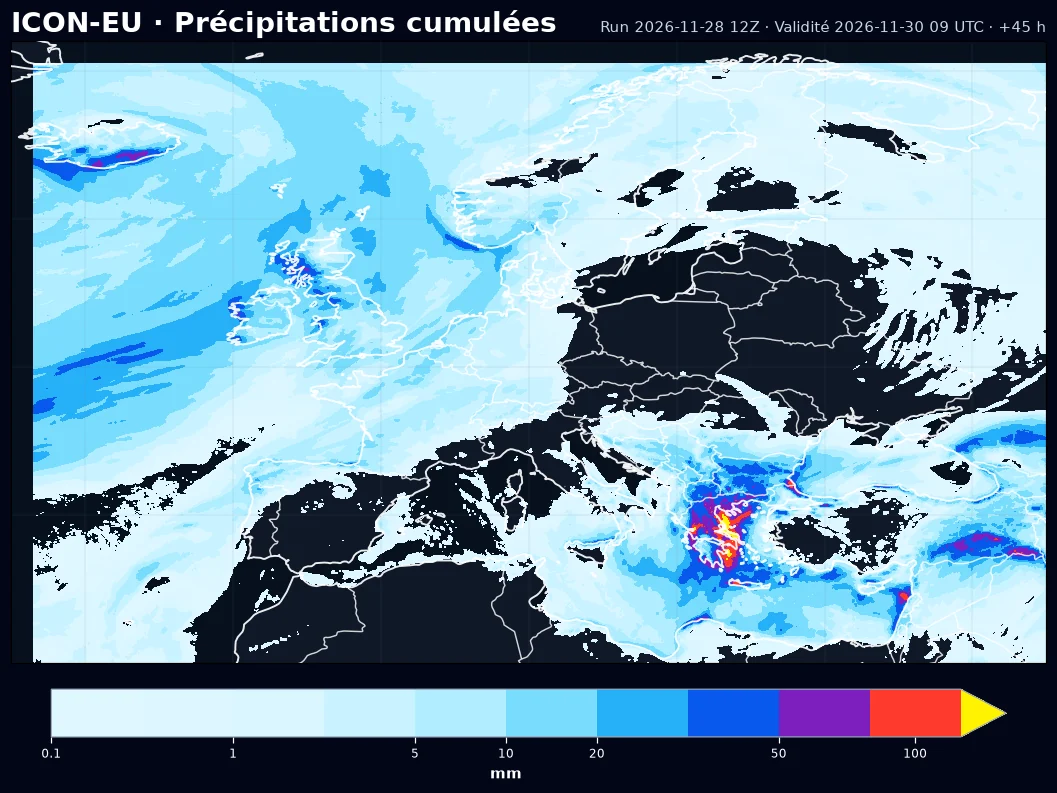 ICON-EU · Précipitations cumulées
Run 2026-11-28 12Z · Validité 2026-11-30 09 UTC · +45 h
0.1 1 5 10 20 50 100
mm